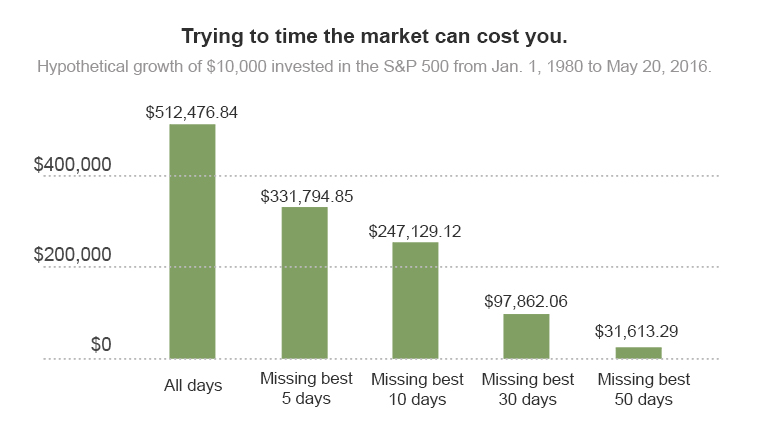 Trying to time the market can cost you.
Hypothetical growth of $10,000 invested in the S&P 500 from Jan. 1, 1980 to May 20, 2016.
$512,476.84
$400,000
$331,794.85
$247,129.12
$200,000
$97,862.06
$31,613.29
$0
All days
Missing best
5 days
Missing best
10 days
Missing best
30 days
Missing best
50 days